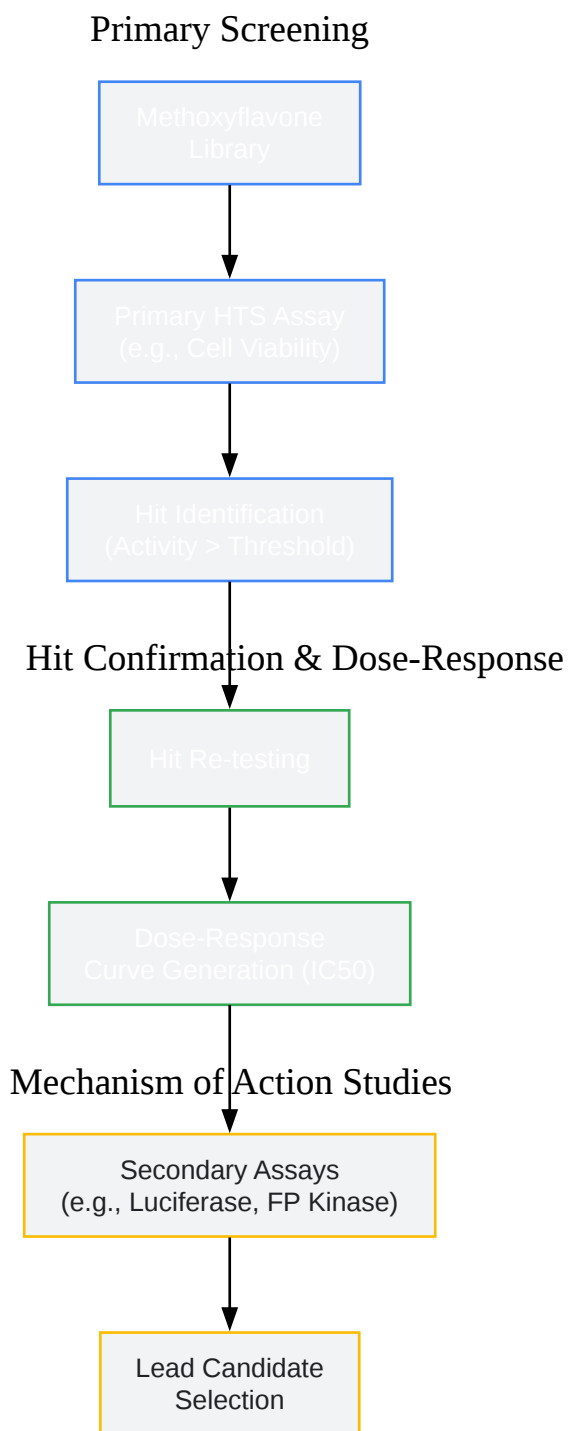 Primary Screening
Methoxyflavone
Library
Primary HTS Assay
(e.g., Cell Viability)
Hit Identification
(Activity > Threshold)
Hit Confirmation & Dose-Response
Hit Re-testing
Dose-Response
Curve Generation (IC50)
Mechanism of Action Studies
Secondary Assays
(e.g., Luciferase, FP Kinase)
Lead Candidate
Selection